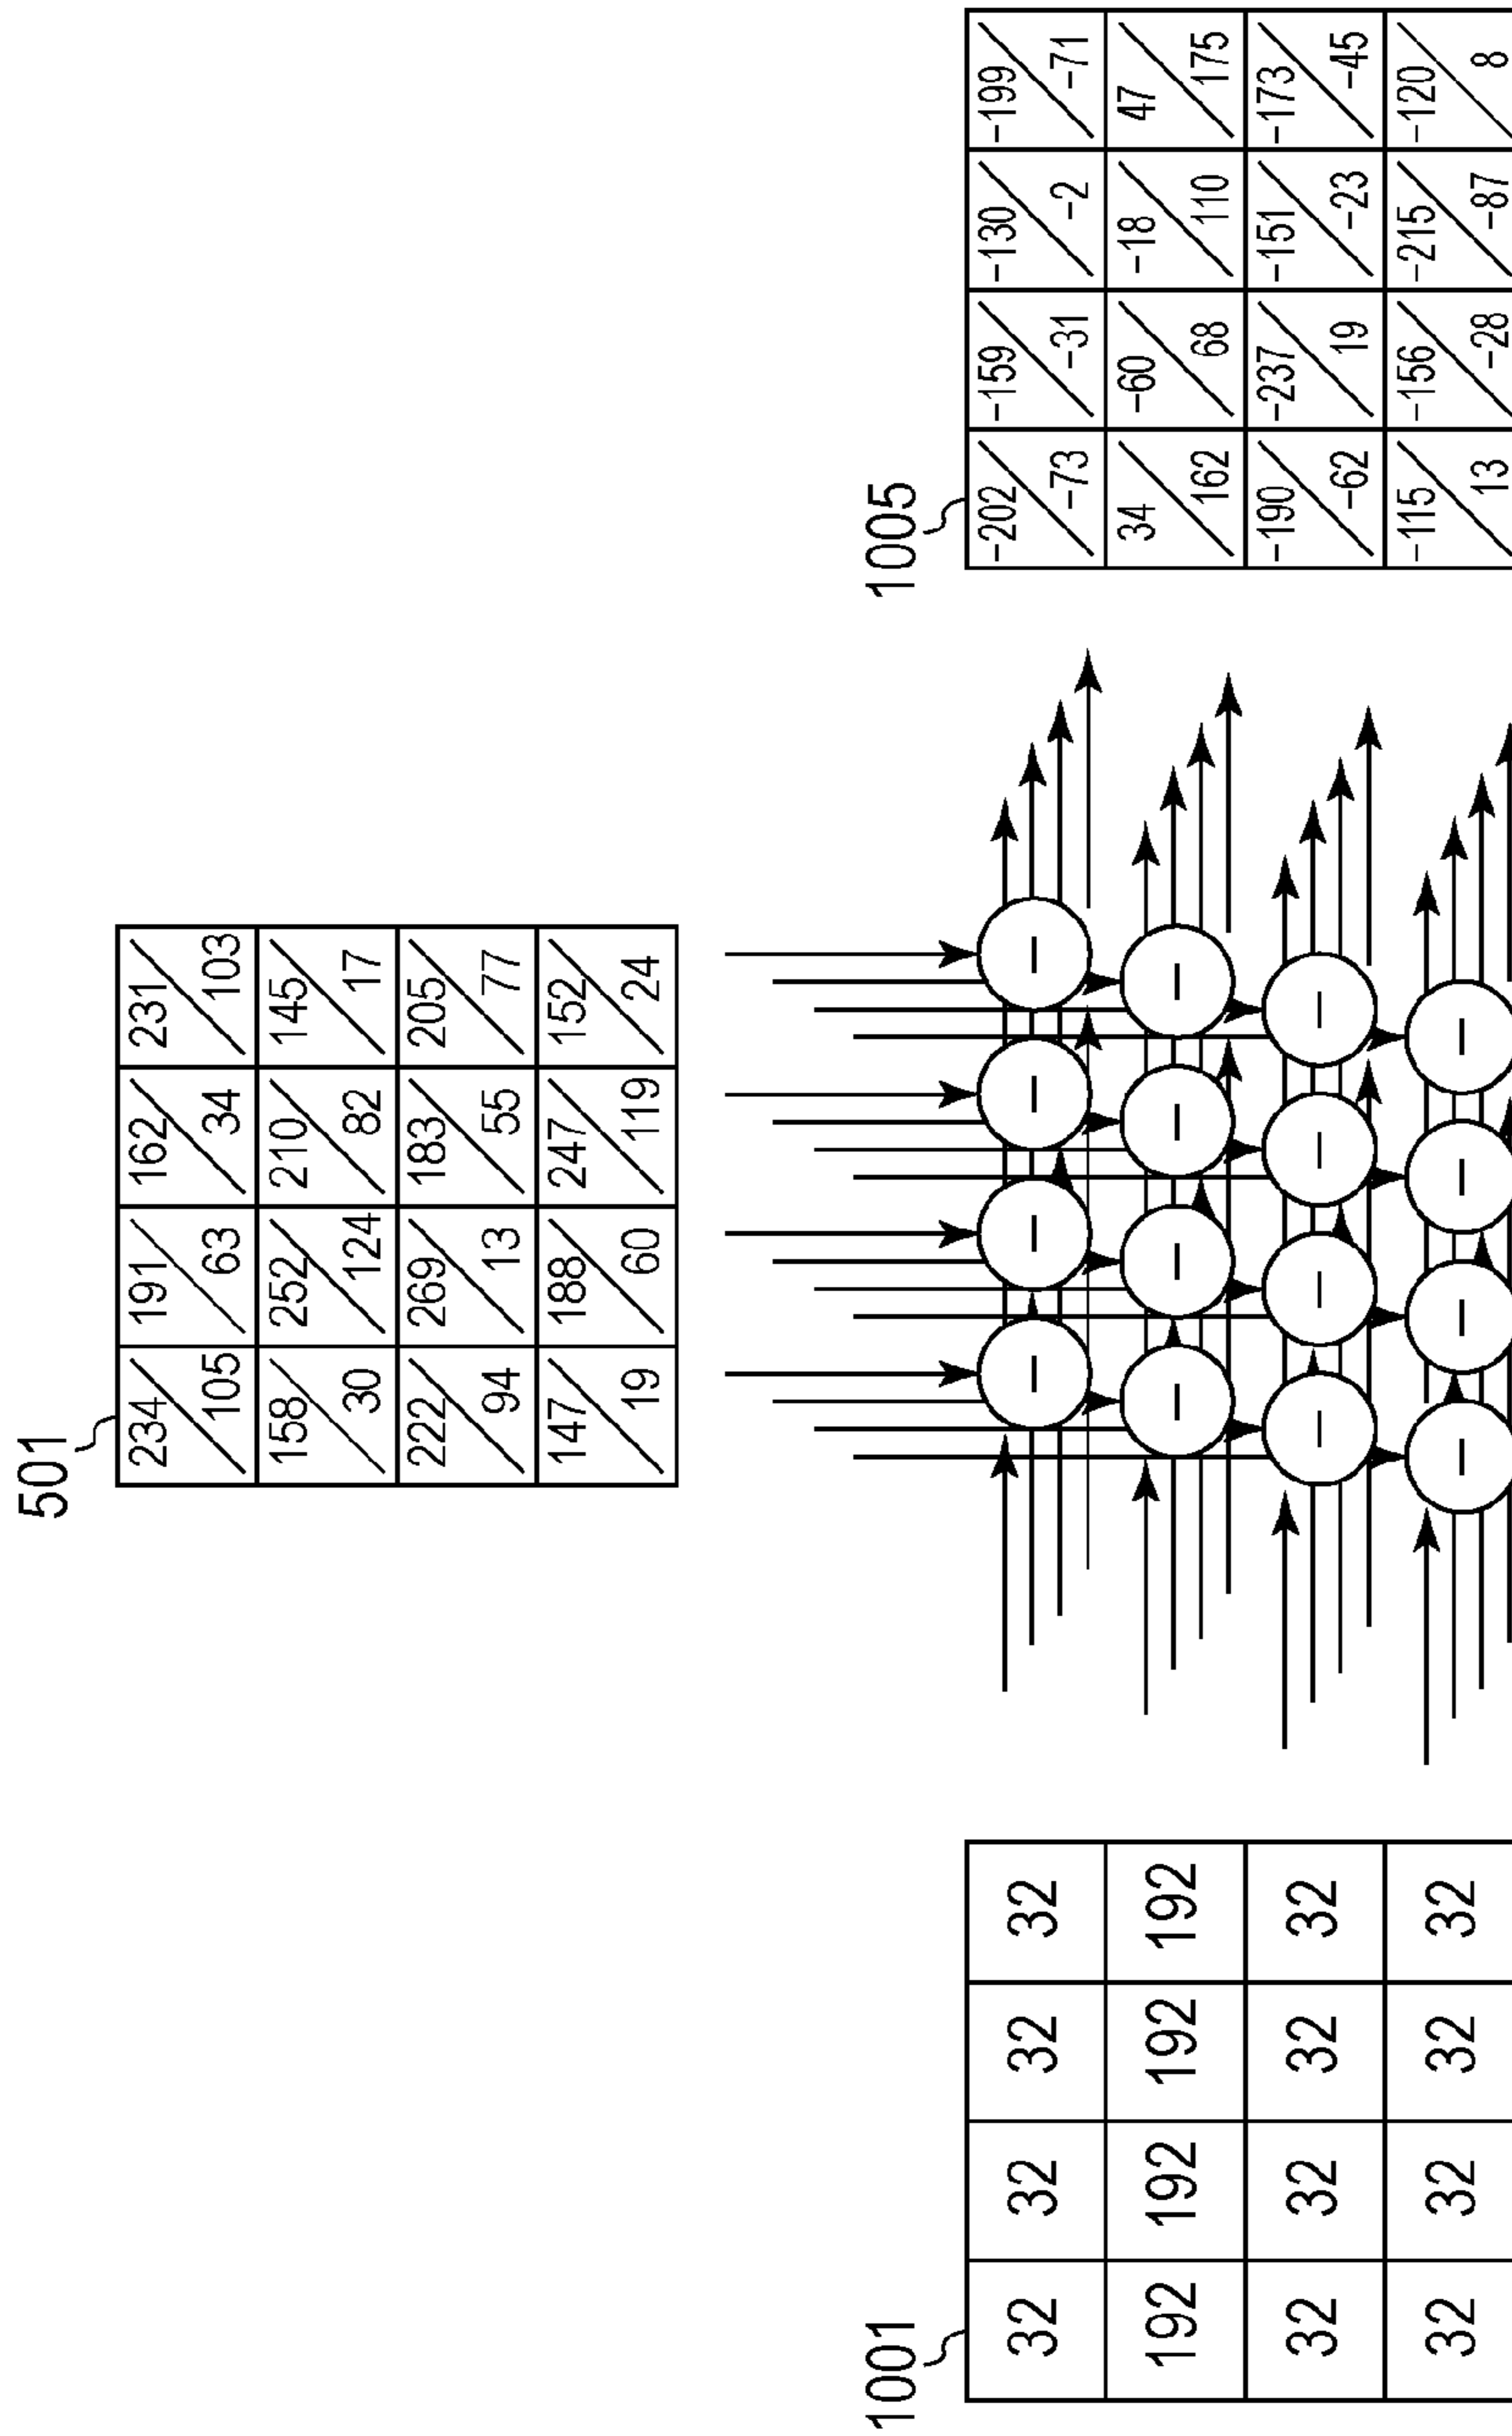 501
234 191 162 231
105 63 34 103
158 252 210 145
30 124 82 17
222 269 183 205
94 13 55 77
147 188 247 152
19 60 119 24
1001
32 32 32 32
192 192 192 192
32 32 32 32
32 32 32 32
− − − −
− − − −
− − − −
− − − −
1005
-202 -159 -130 -199
-73 -31 -2 -71
34 -60 -18 47
162 68 110 175
-190 -237 -151 -173
-62 19 -23 -45
-115 -156 -215 -120
13 -28 -87 8